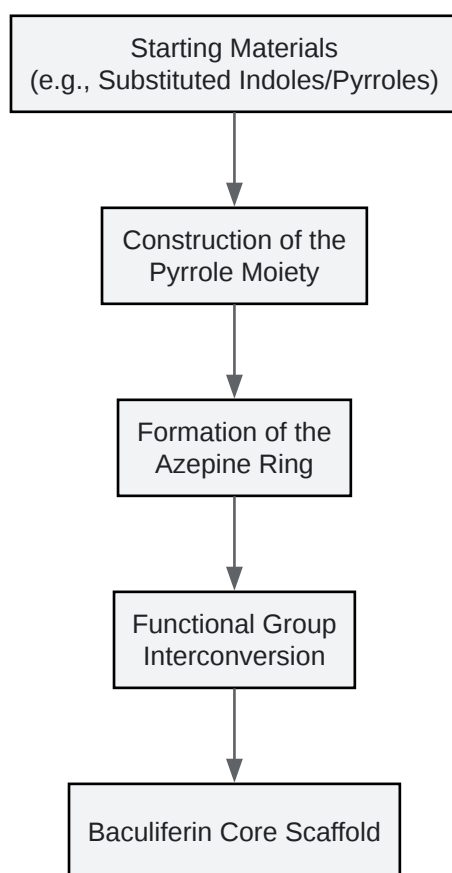 Starting Materials
(e.g., Substituted Indoles/Pyrroles)
Construction of the
Pyrrole Moiety
Formation of the
Azepine Ring
Functional Group
Interconversion
Baculiferin Core Scaffold